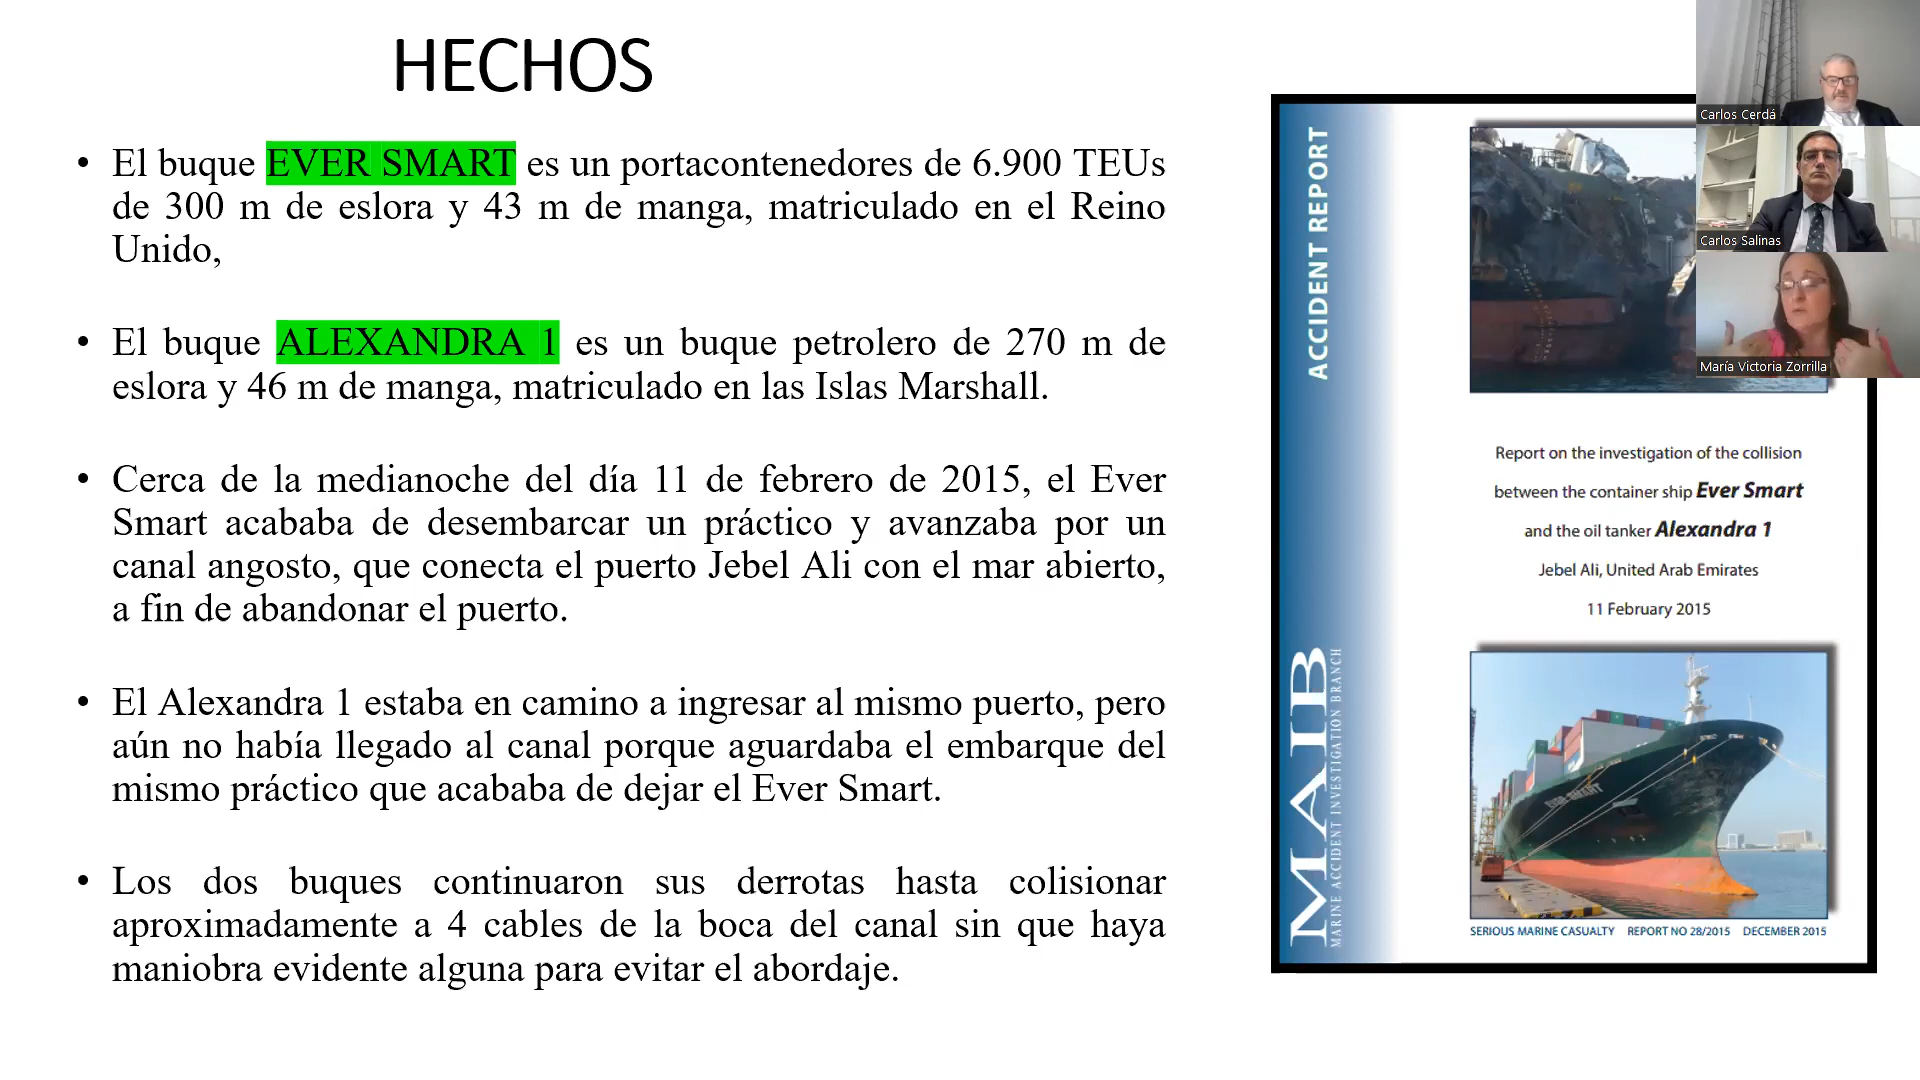 HECHOS
• El buque EVER SMART es un portacontenedores de 6.900 TEUs
de 300 m de eslora y 43 m de manga, matriculado en el Reino
Unido,
• El buque ALEXANDRA 1 es un buque petrolero de 270 m de
eslora y 46 m de manga, matriculado en las Islas Marshall.
• Cerca de la medianoche del día 11 de febrero de 2015, el Ever
Smart acababa de desembarcar un práctico y avanzaba por un
canal angosto, que conecta el puerto Jebel Ali con el mar abierto,
a fin de abandonar el puerto.
• El Alexandra 1 estaba en camino a ingresar al mismo puerto, pero
aún no había llegado al canal porque aguardaba el embarque del
mismo práctico que acababa de dejar el Ever Smart.
• Los dos buques continuaron sus derrotas hasta colisionar
aproximadamente a 4 cables de la boca del canal sin que haya
maniobra evidente alguna para evitar el abordaje.
ACCIDENT REPORT
MAIB
MARINE ACCIDENT INVESTIGATION BRANCH
Report on the investigation of the collision
between the container ship Ever Smart
and the oil tanker Alexandra 1
Jebel Ali, United Arab Emirates
11 February 2015
EVER SMART
SERIOUS MARINE CASUALTY REPORT NO 28/2015 DECEMBER 2015
Carlos Cerdá
Carlos Salinas
María Victoria Zorrilla